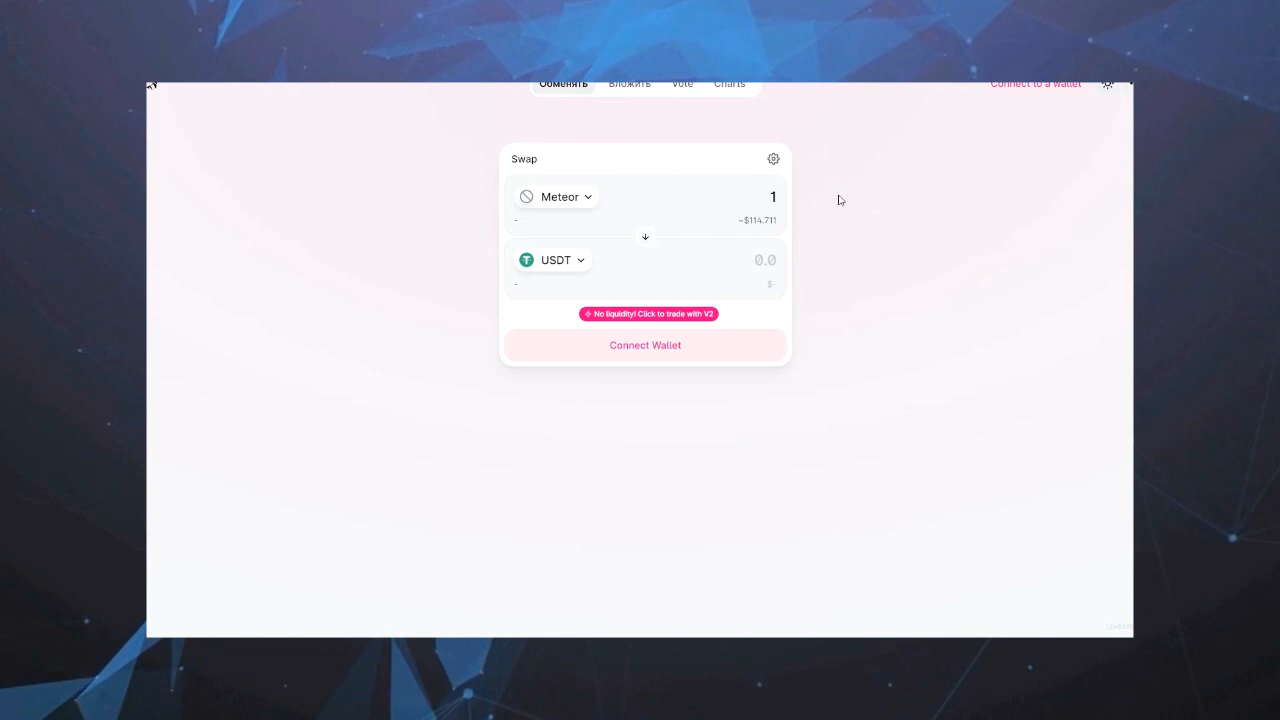 Обменять Вложить Vote Charts Connect to a wallet
Swap
Meteor 1
- ~$114.711
USDT 0.0
- $-
No liquidity! Click to trade with V2
Connect Wallet